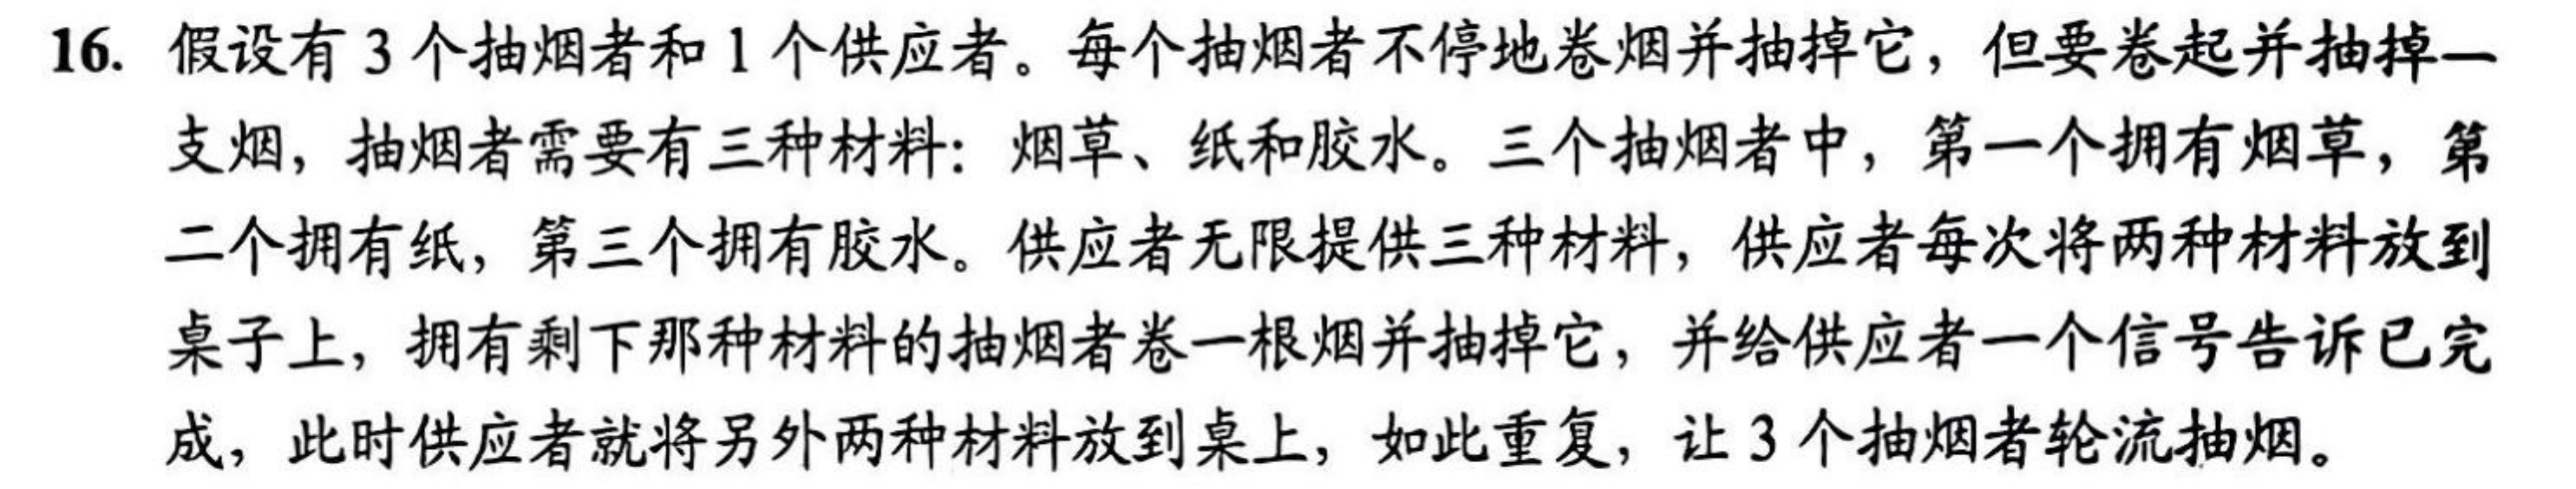 16. 假设有 3 个抽烟者和 1 个供应者。每个抽烟者不停地卷烟并抽掉它，但要卷起并抽掉一
支烟，抽烟者需要有三种材料：烟草、纸和胶水。三个抽烟者中，第一个拥有烟草，第
二个拥有纸，第三个拥有胶水。供应者无限提供三种材料，供应者每次将两种材料放到
桌子上，拥有剩下那种材料的抽烟者卷一根烟并抽掉它，并给供应者一个信号告诉已完
成，此时供应者就将另外两种材料放到桌上，如此重复，让 3 个抽烟者轮流抽烟。